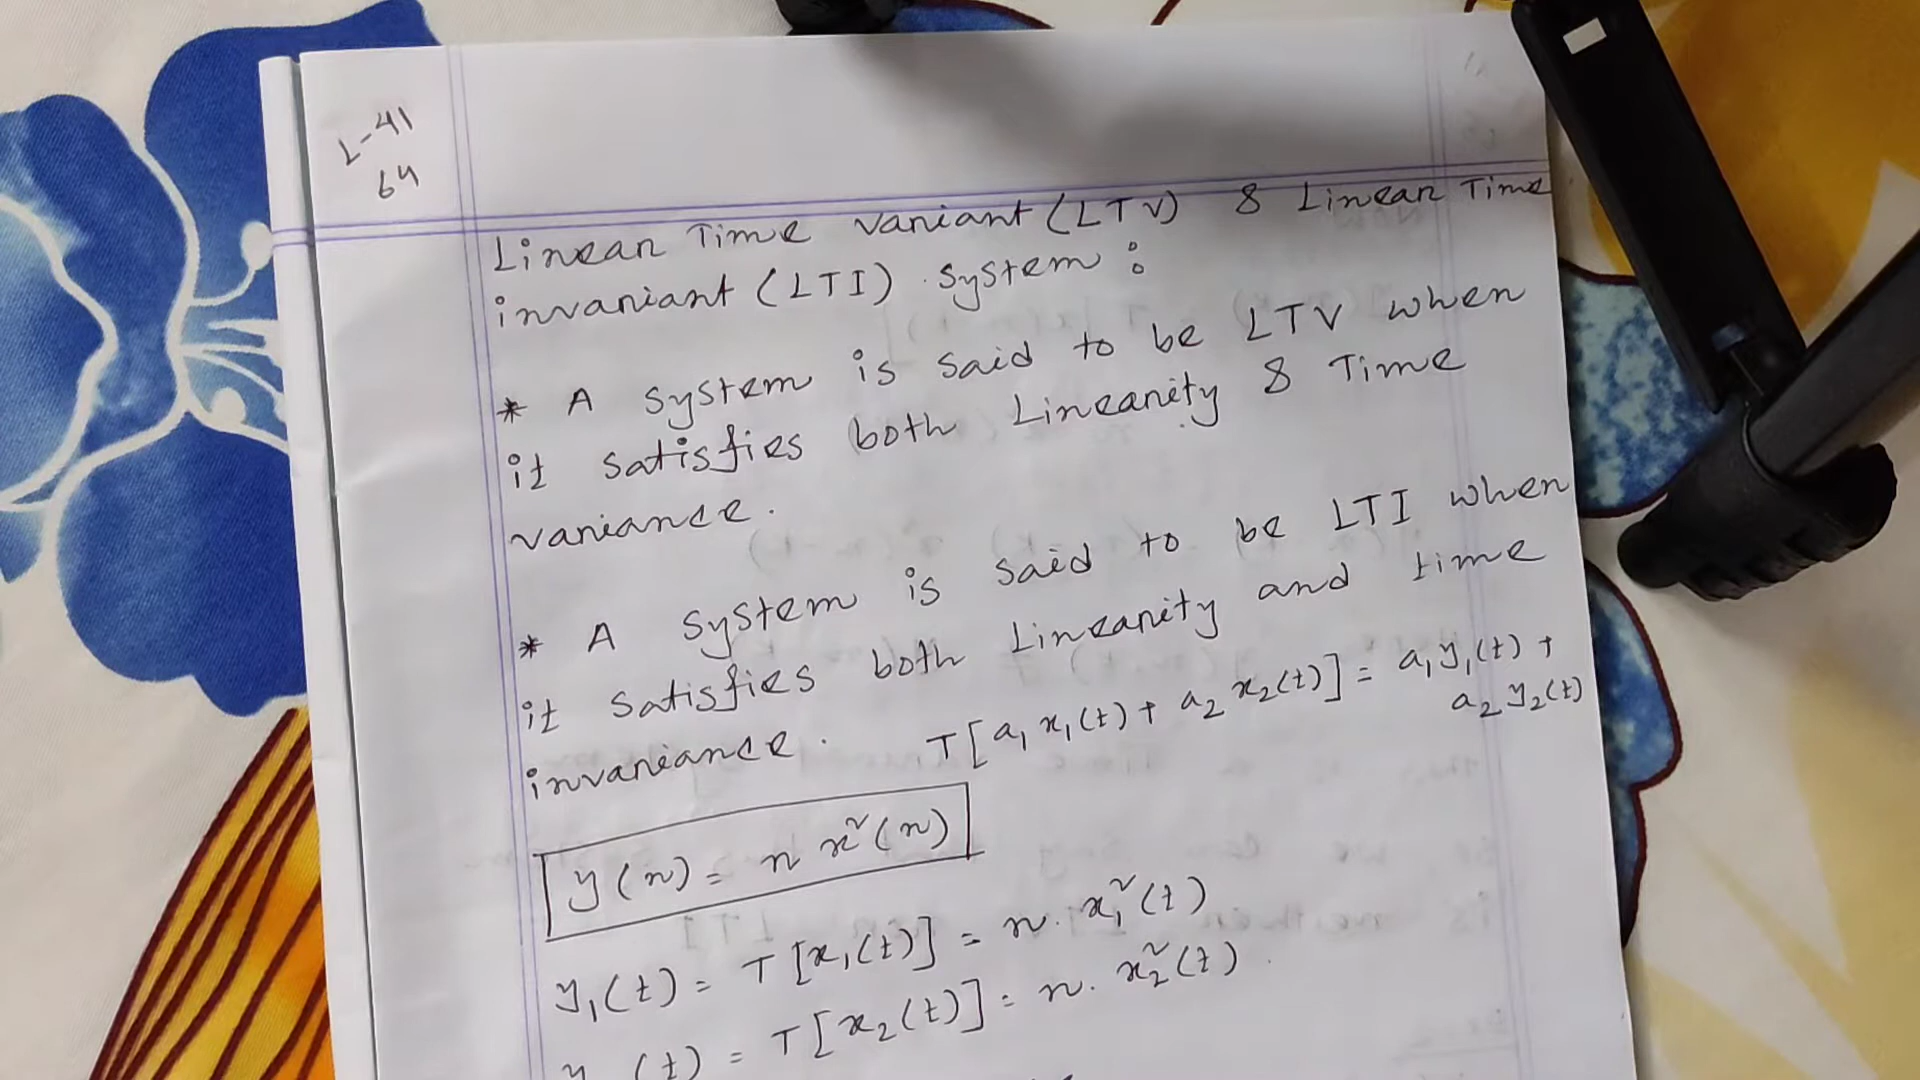 L-41
64
Linear Time variant (LTV) & Linear Time
invariant (LTI) system :
* A system is said to be LTV when
it satisfies both Linearity & Time
variance.
* A system is said to be LTI when
it satisfies both Linearity and time
invariance. T[a₁x₁(t) + a₂x₂(t)] = a₁y₁(t) +
a₂y₂(t)
y(n) = n x²(n)
y₁(t) = T[x₁(t)] = n. x₁²(t)
y (t) = T[x₂(t)] = n. x₂²(t).